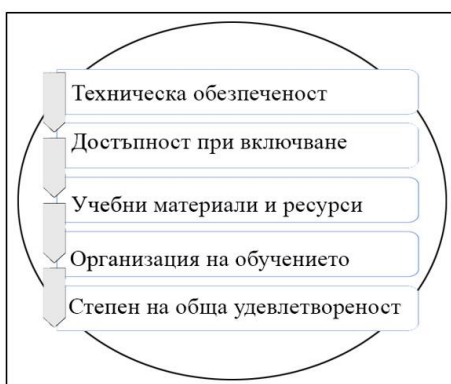 Техническа обезпеченост
Достъпност при включване
Учебни материали и ресурси
Организация на обучението
Степен на обща удевлетвореност